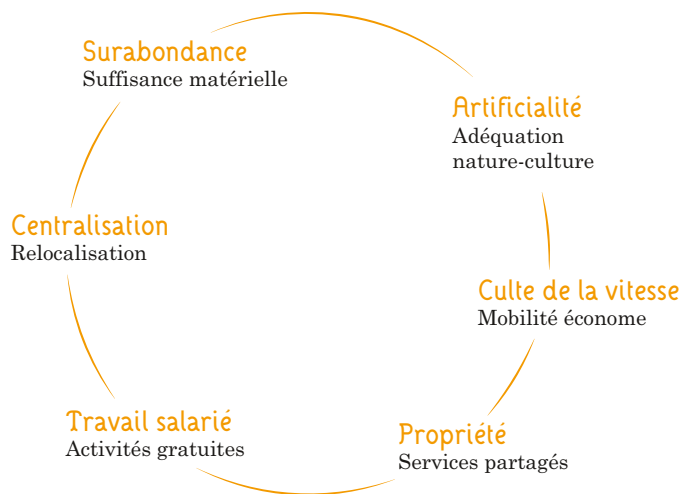 Surabondance
Suffisance matérielle
Artificialité
Adéquation
nature-culture
Culte de la vitesse
Mobilité économe
Propriété
Services partagés
Travail salarié
Activités gratuites
Centralisation
Relocalisation